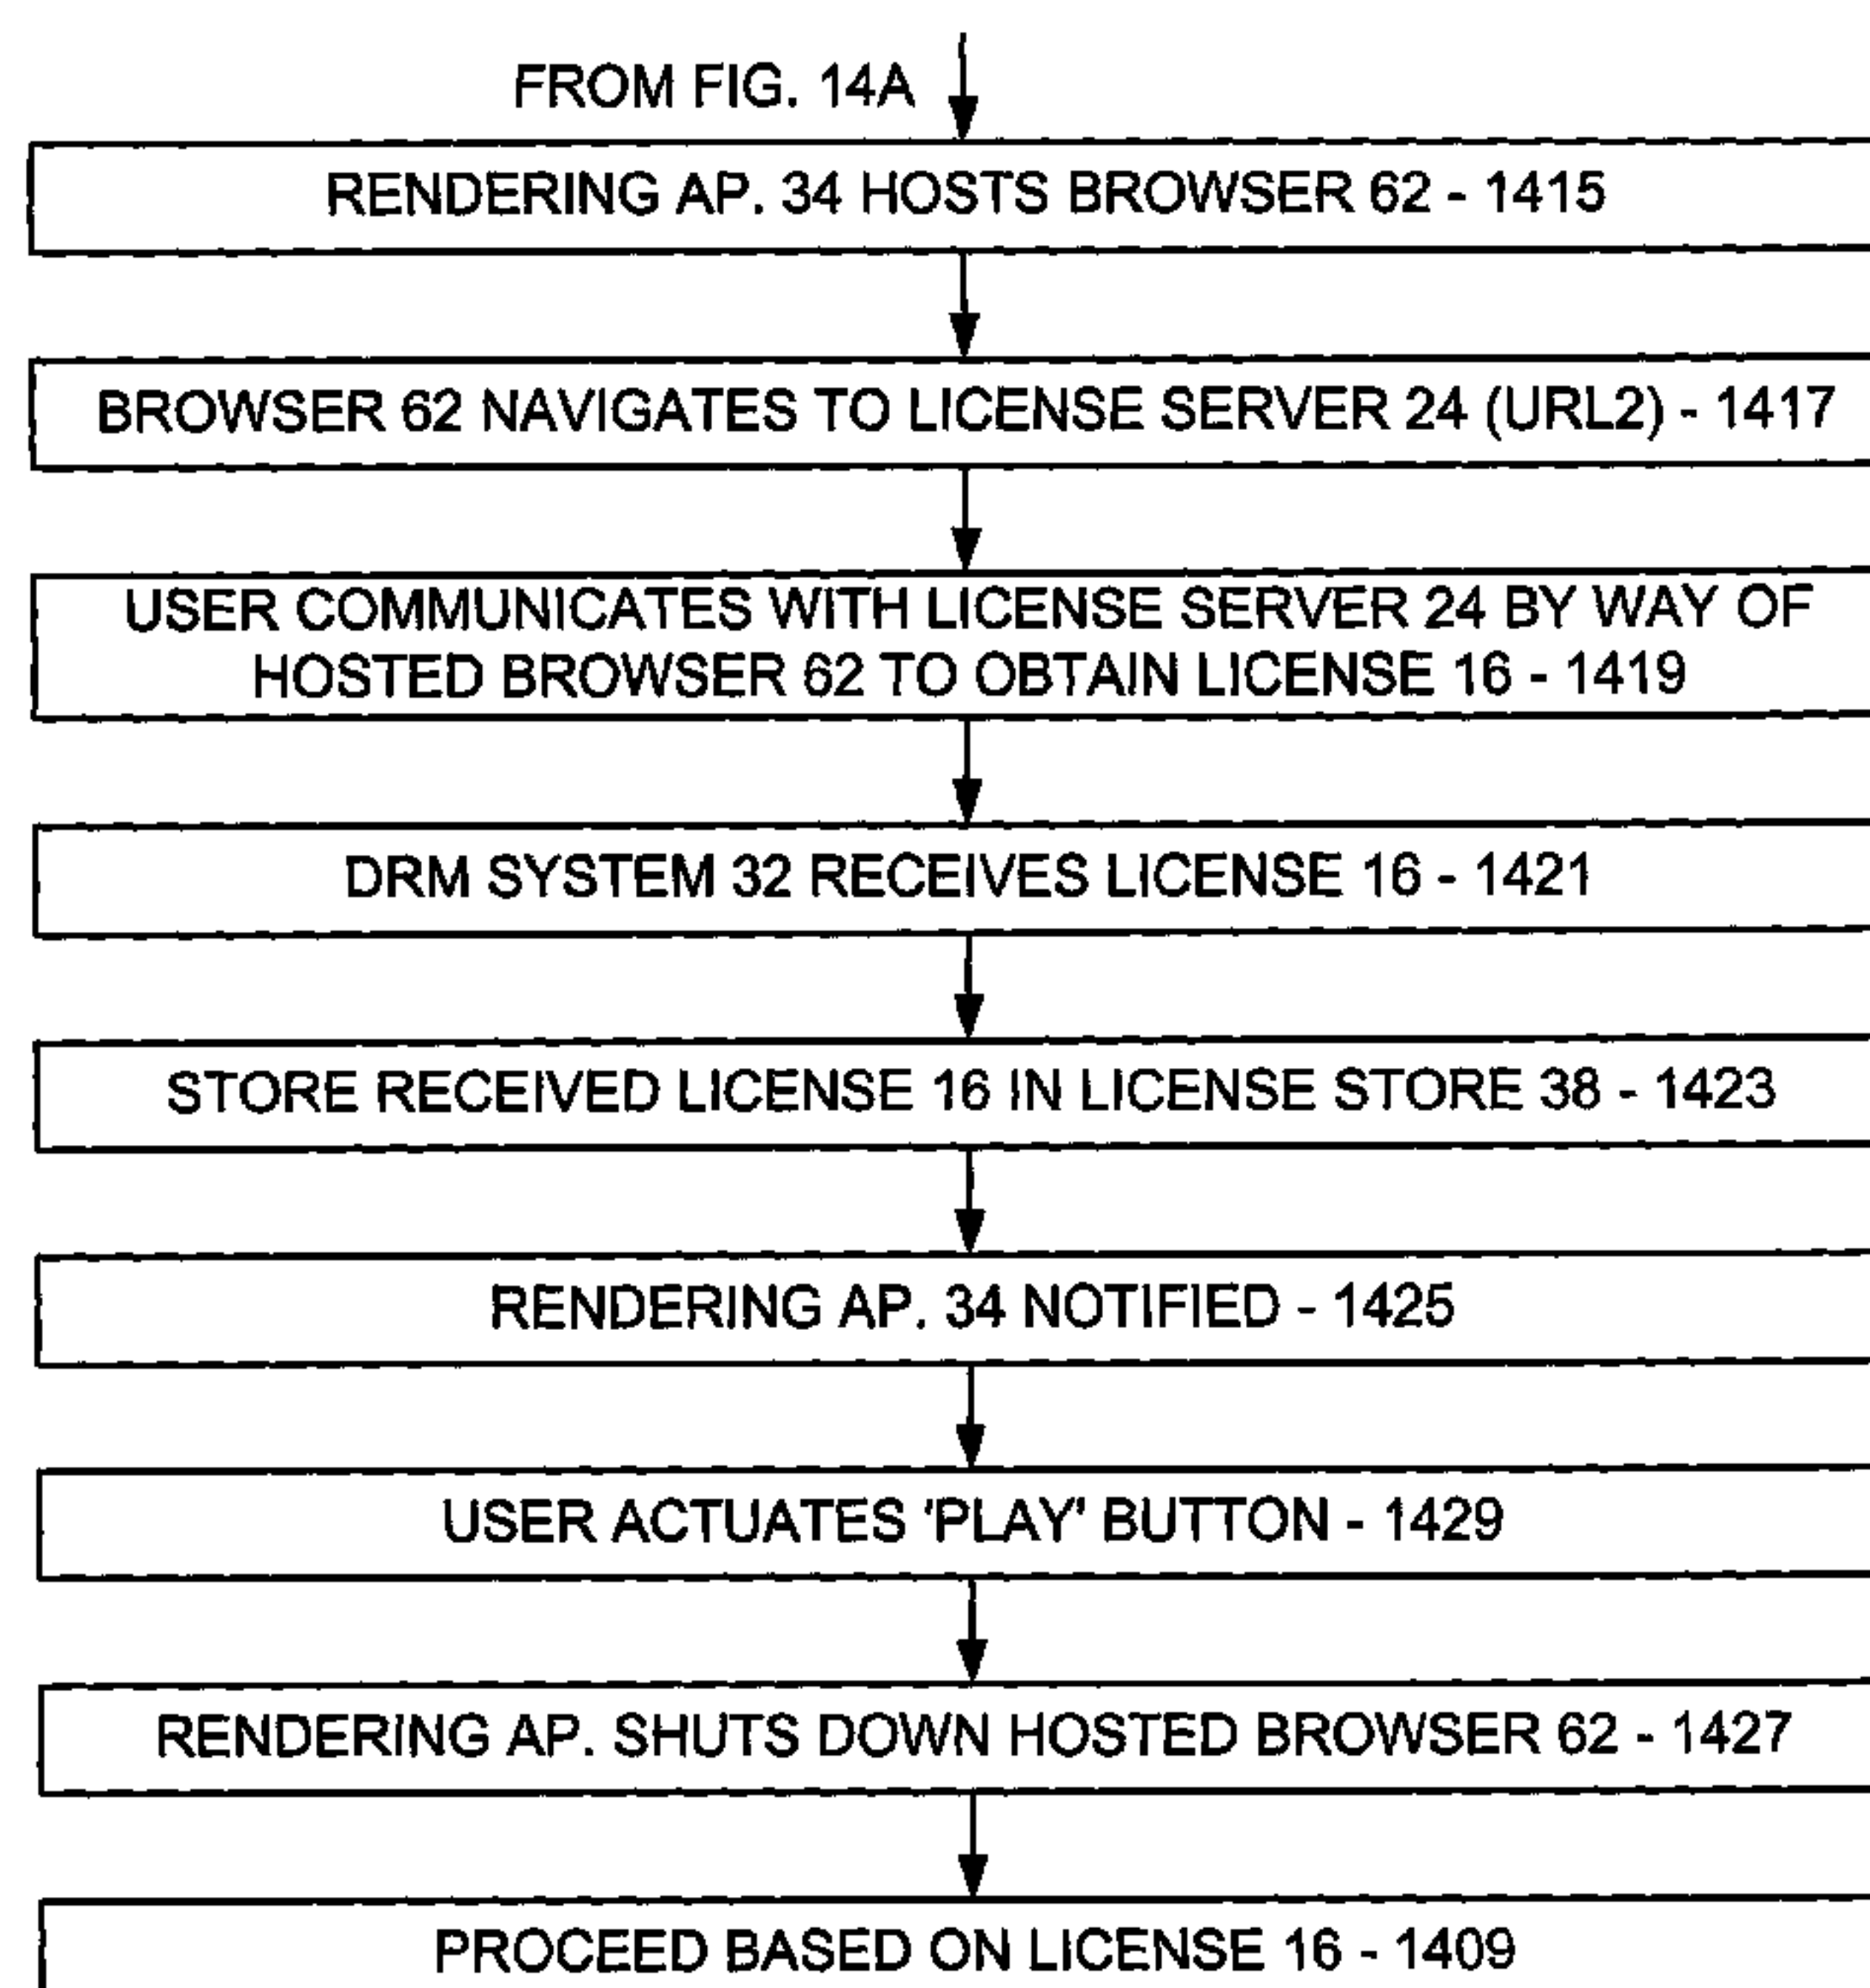 FROM FIG. 14A
RENDERING AP. 34 HOSTS BROWSER 62 - 1415
BROWSER 62 NAVIGATES TO LICENSE SERVER 24 (URL2) - 1417
USER COMMUNICATES WITH LICENSE SERVER 24 BY WAY OF
HOSTED BROWSER 62 TO OBTAIN LICENSE 16 - 1419
DRM SYSTEM 32 RECEIVES LICENSE 16 - 1421
STORE RECEIVED LICENSE 16 IN LICENSE STORE 38 - 1423
RENDERING AP. 34 NOTIFIED - 1425
USER ACTUATES 'PLAY' BUTTON - 1429
RENDERING AP. SHUTS DOWN HOSTED BROWSER 62 - 1427
PROCEED BASED ON LICENSE 16 - 1409